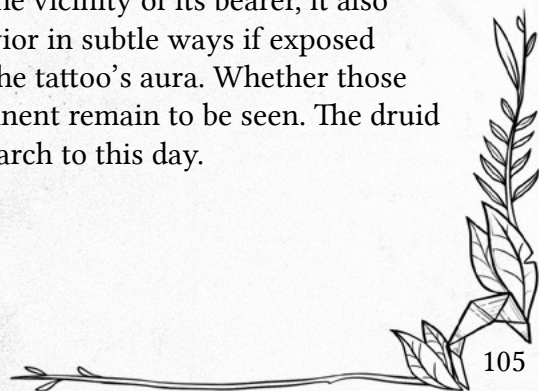 the vicinity of its bearer, it also
vior in subtle ways if exposed
he tattoo's aura. Whether those
nent remain to be seen. The druid
arch to this day.
105